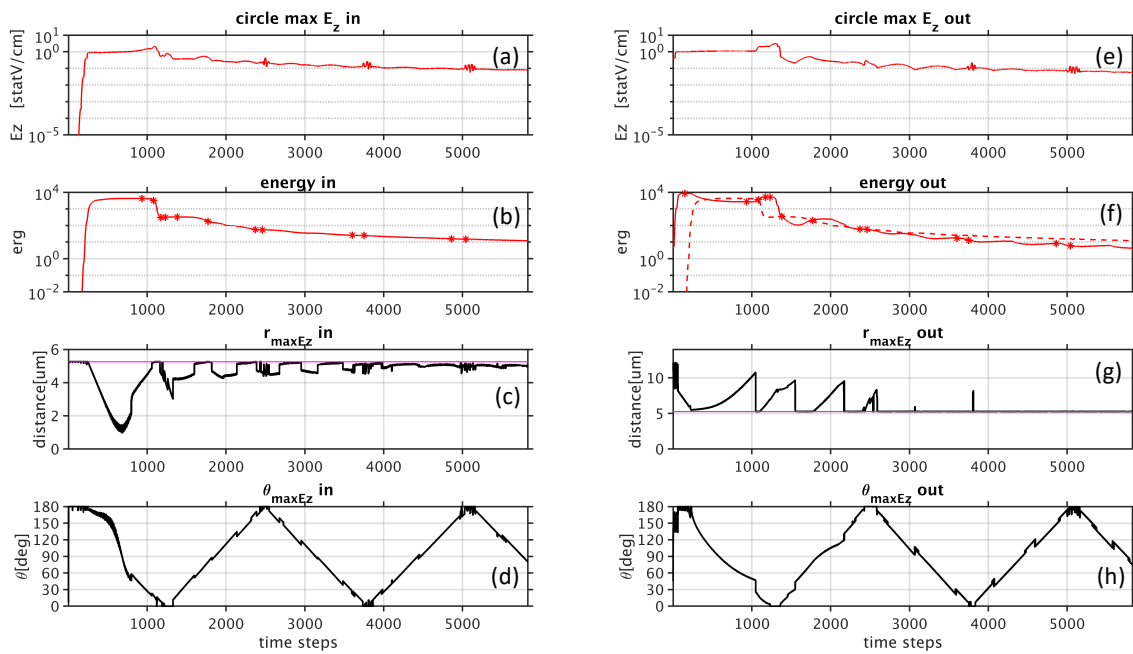 circle max E_z in
10^1
10^0
10^-5
Ez [statV/cm]
(a)
1000 2000 3000 4000 5000
energy in
10^4
10^0
10^-2
erg
(b)
1000 2000 3000 4000 5000
r_maxEz in
6
4
2
0
distance[um]
(c)
1000 2000 3000 4000 5000
θ_maxEz in
180
150
120
90
60
30
0
θ[deg]
(d)
1000 2000 3000 4000 5000
time steps
circle max E_z out
10^1
10^0
10^-5
Ez [statV/cm]
(e)
1000 2000 3000 4000 5000
energy out
10^4
10^0
10^-2
erg
(f)
1000 2000 3000 4000 5000
r_maxEz out
10
5
0
distance[um]
(g)
1000 2000 3000 4000 5000
θ_maxEz out
180
150
120
90
60
30
0
θ[deg]
(h)
1000 2000 3000 4000 5000
time steps